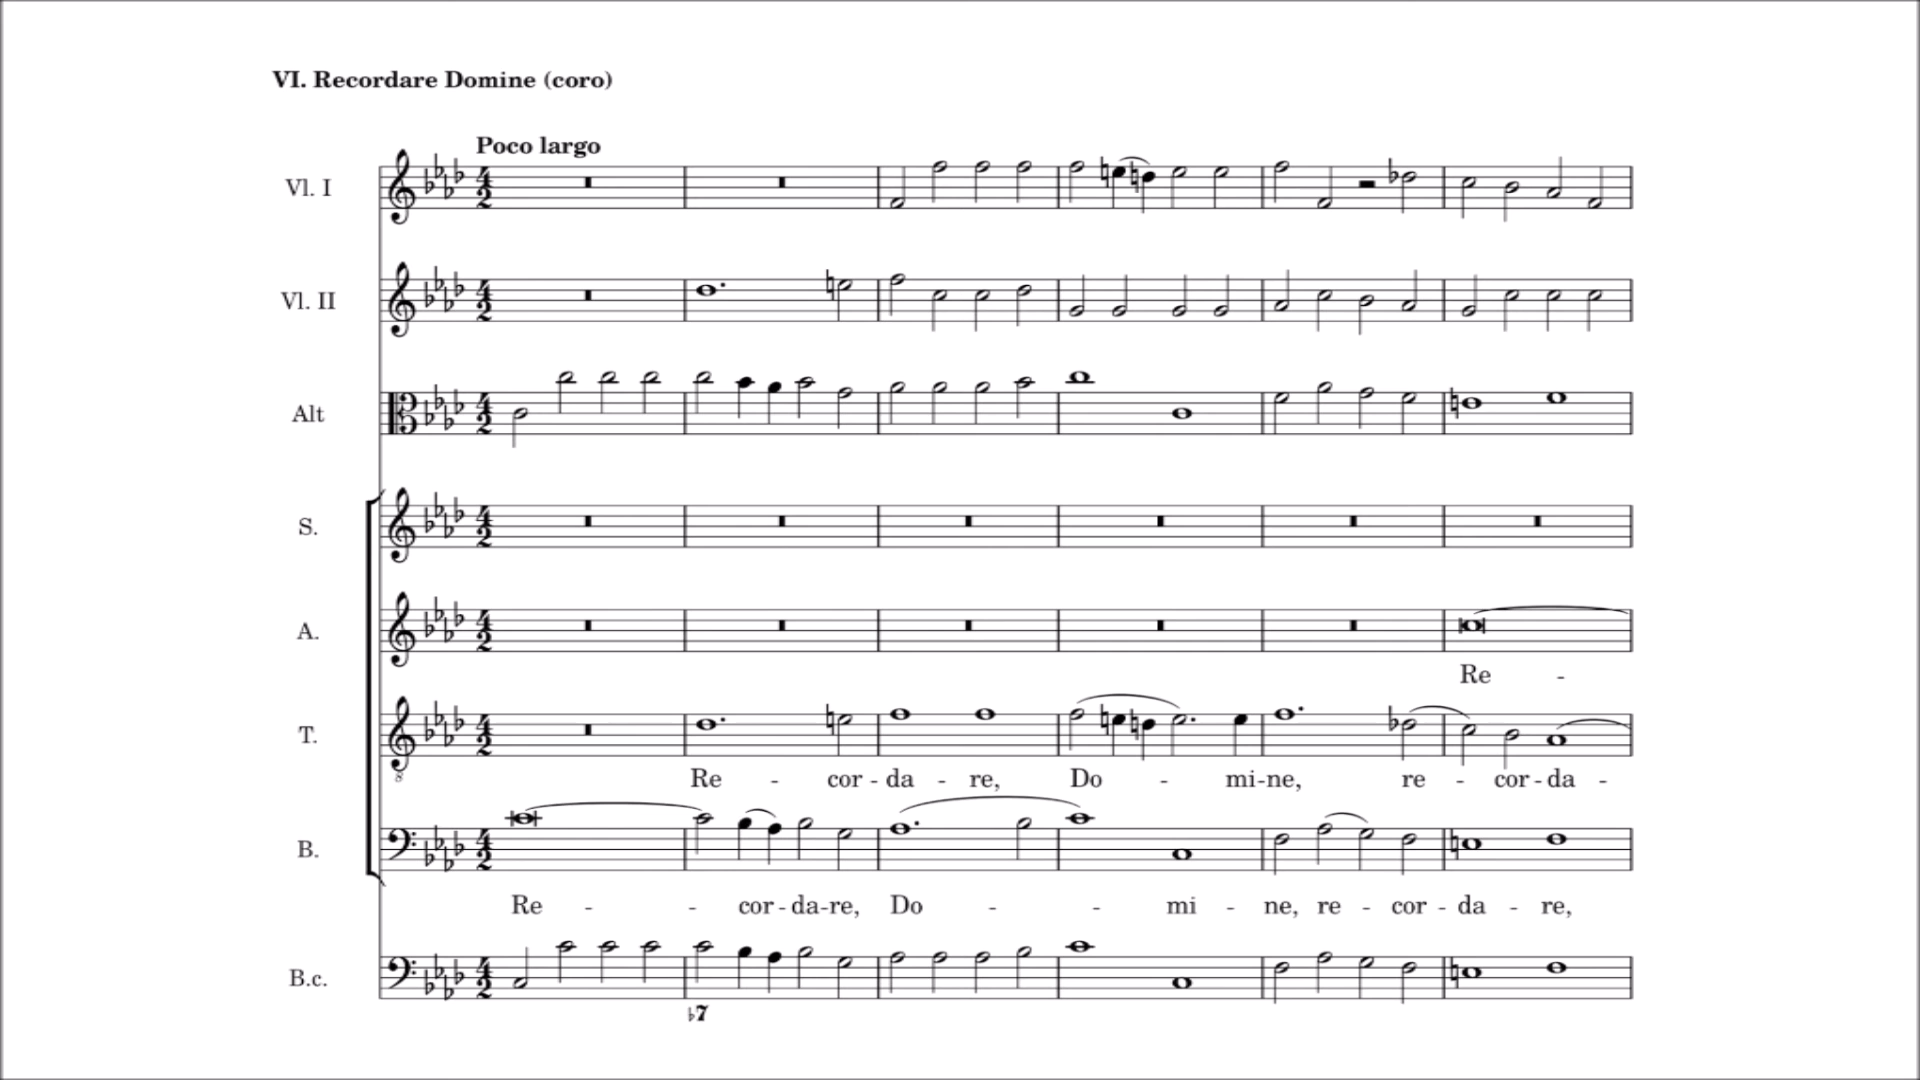 VI. Recordare Domine (coro)
Poco largo
Vl. I
Vl. II
Alt
S.
A.
Re -
T.
Re - cor - da - re, Do - mi - ne, re - cor - da -
B.
Re - - cor - da - re, Do - - mi - ne, re - cor - da - re,
B.c.
♭7